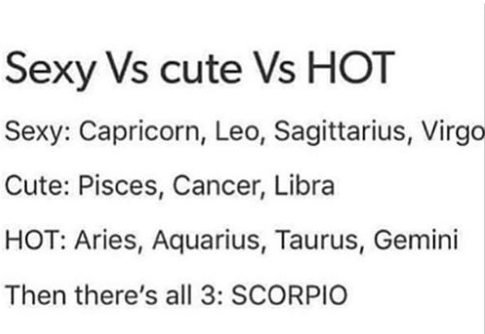 Sexy Vs cute Vs HOT
Sexy: Capricorn, Leo, Sagittarius, Virgo
Cute: Pisces, Cancer, Libra
HOT: Aries, Aquarius, Taurus, Gemini
Then there’s all 3: SCORPIO